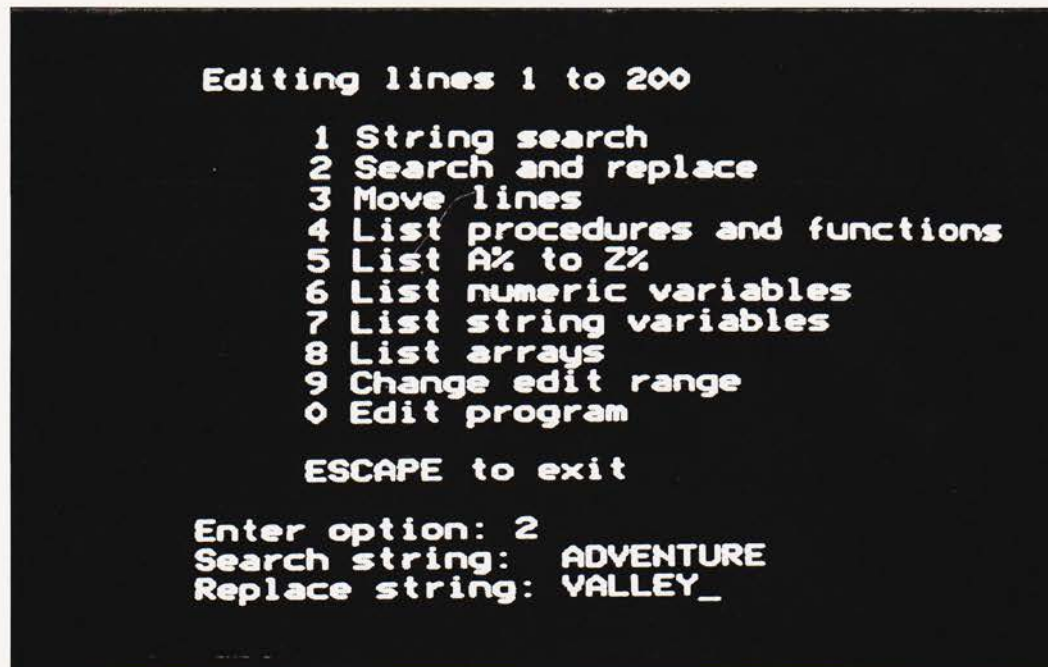 Editing lines 1 to 200
1 String search
2 Search and replace
3 Move lines
4 List procedures and functions
5 List A% to Z%
6 List numeric variables
7 List string variables
8 List arrays
9 Change edit range
0 Edit program
ESCAPE to exit
Enter option: 2
Search string: ADVENTURE
Replace string: VALLEY_